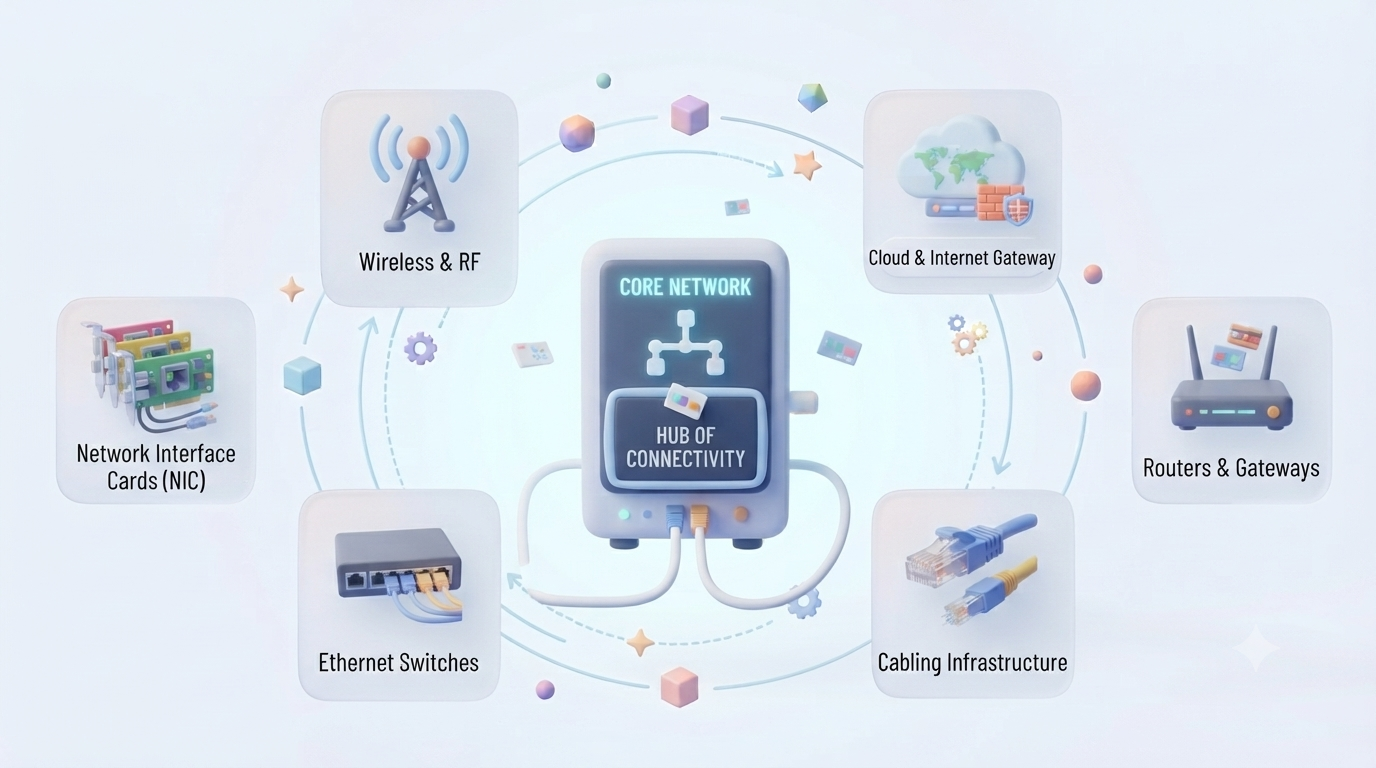 Wireless & RF
Cloud & Internet Gateway
CORE NETWORK
HUB OF
CONNECTIVITY
Network Interface
Cards (NIC)
Routers & Gateways
Ethernet Switches
Cabling Infrastructure